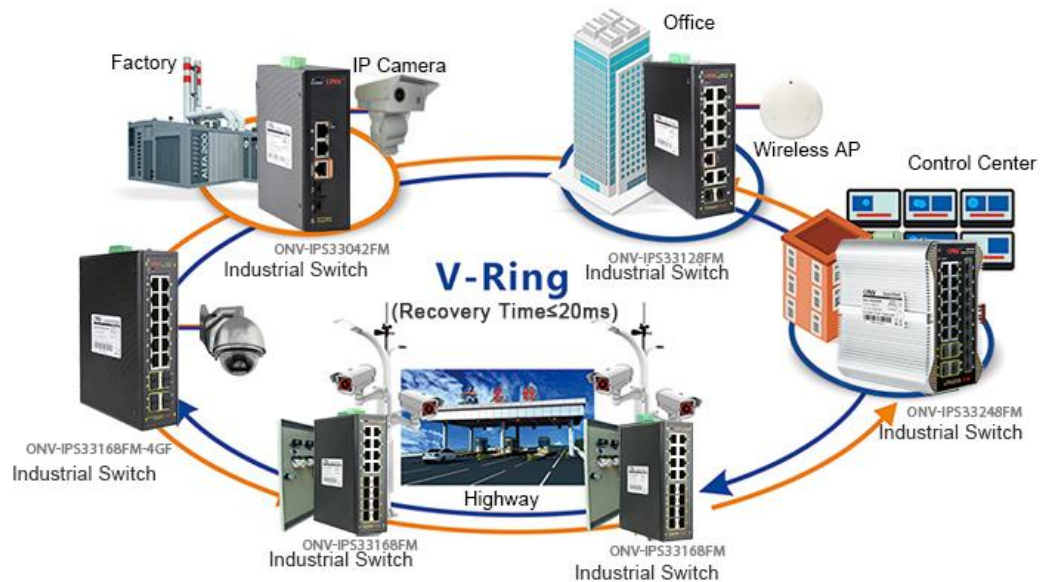 Office
Factory
IP Camera
Wireless AP
Control Center
ONV-IPS33042FM
Industrial Switch
ONV-IPS33128FM
Industrial Switch
V-Ring
(Recovery Time≤20ms)
ONV-IPS33168FM-4GF
Industrial Switch
ONV-IPS33248FM
Industrial Switch
Highway
ONV-IPS33168FM
Industrial Switch
ONV-IPS33168FM
Industrial Switch